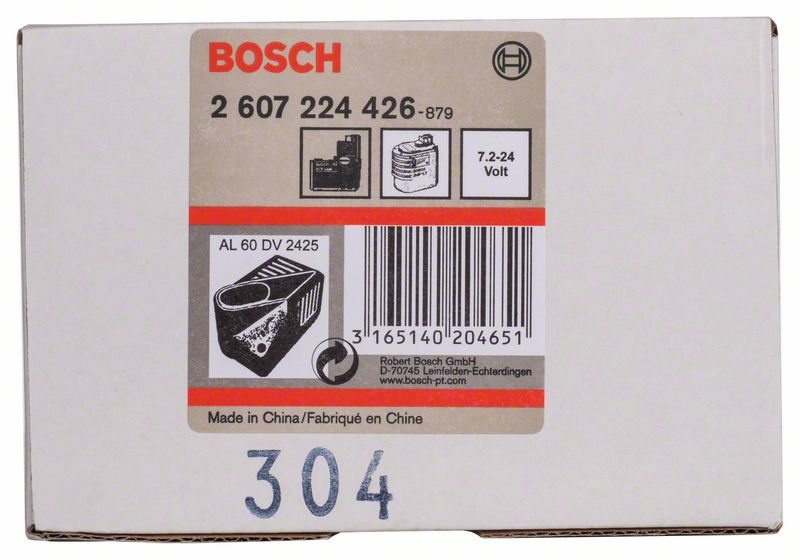 BOSCH
2 607 224 426-879
BOSCH
7.2-24
Volt
AL 60 DV 2425
3 165140 204651
Robert Bosch GmbH
D-70745 Leinfelden-Echterdingen
www.bosch-pt.com
Made in China/Fabriqué en Chine
304